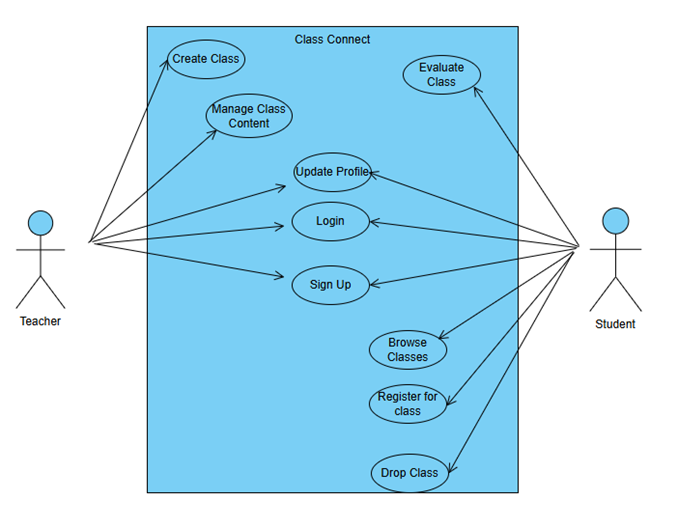 Class Connect
Create Class
Evaluate
Class
Manage Class
Content
Update Profile
Login
Sign Up
Teacher
Student
Browse
Classes
Register for
class
Drop Class